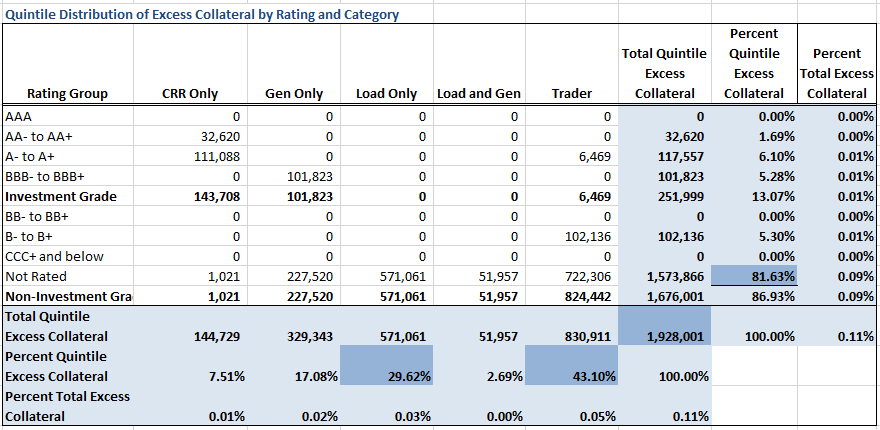 Quintile Distribution of Excess Collateral by Rating and Category
Rating Group CRR Only Gen Only Load Only Load and Gen Trader Total Quintile Excess Collateral Percent Quintile Excess Collateral Percent Total Excess Collateral
AAA 0 0 0 0 0 0 0.00% 0.00%
AA- to AA+ 32,620 0 0 0 0 32,620 1.69% 0.00%
A- to A+ 111,088 0 0 0 6,469 117,557 6.10% 0.01%
BBB- to BBB+ 0 101,823 0 0 0 101,823 5.28% 0.01%
Investment Grade 143,708 101,823 0 0 6,469 251,999 13.07% 0.01%
BB- to BB+ 0 0 0 0 0 0 0.00% 0.00%
B- to B+ 0 0 0 0 102,136 102,136 5.30% 0.01%
CCC+ and below 0 0 0 0 0 0 0.00% 0.00%
Not Rated 1,021 227,520 571,061 51,957 722,306 1,573,866 81.63% 0.09%
Non-Investment Gra 1,021 227,520 571,061 51,957 824,442 1,676,001 86.93% 0.09%
Total Quintile
Excess Collateral 144,729 329,343 571,061 51,957 830,911 1,928,001 100.00% 0.11%
Percent Quintile
Excess Collateral 7.51% 17.08% 29.62% 2.69% 43.10% 100.00%
Percent Total Excess
Collateral 0.01% 0.02% 0.03% 0.00% 0.05% 0.11%